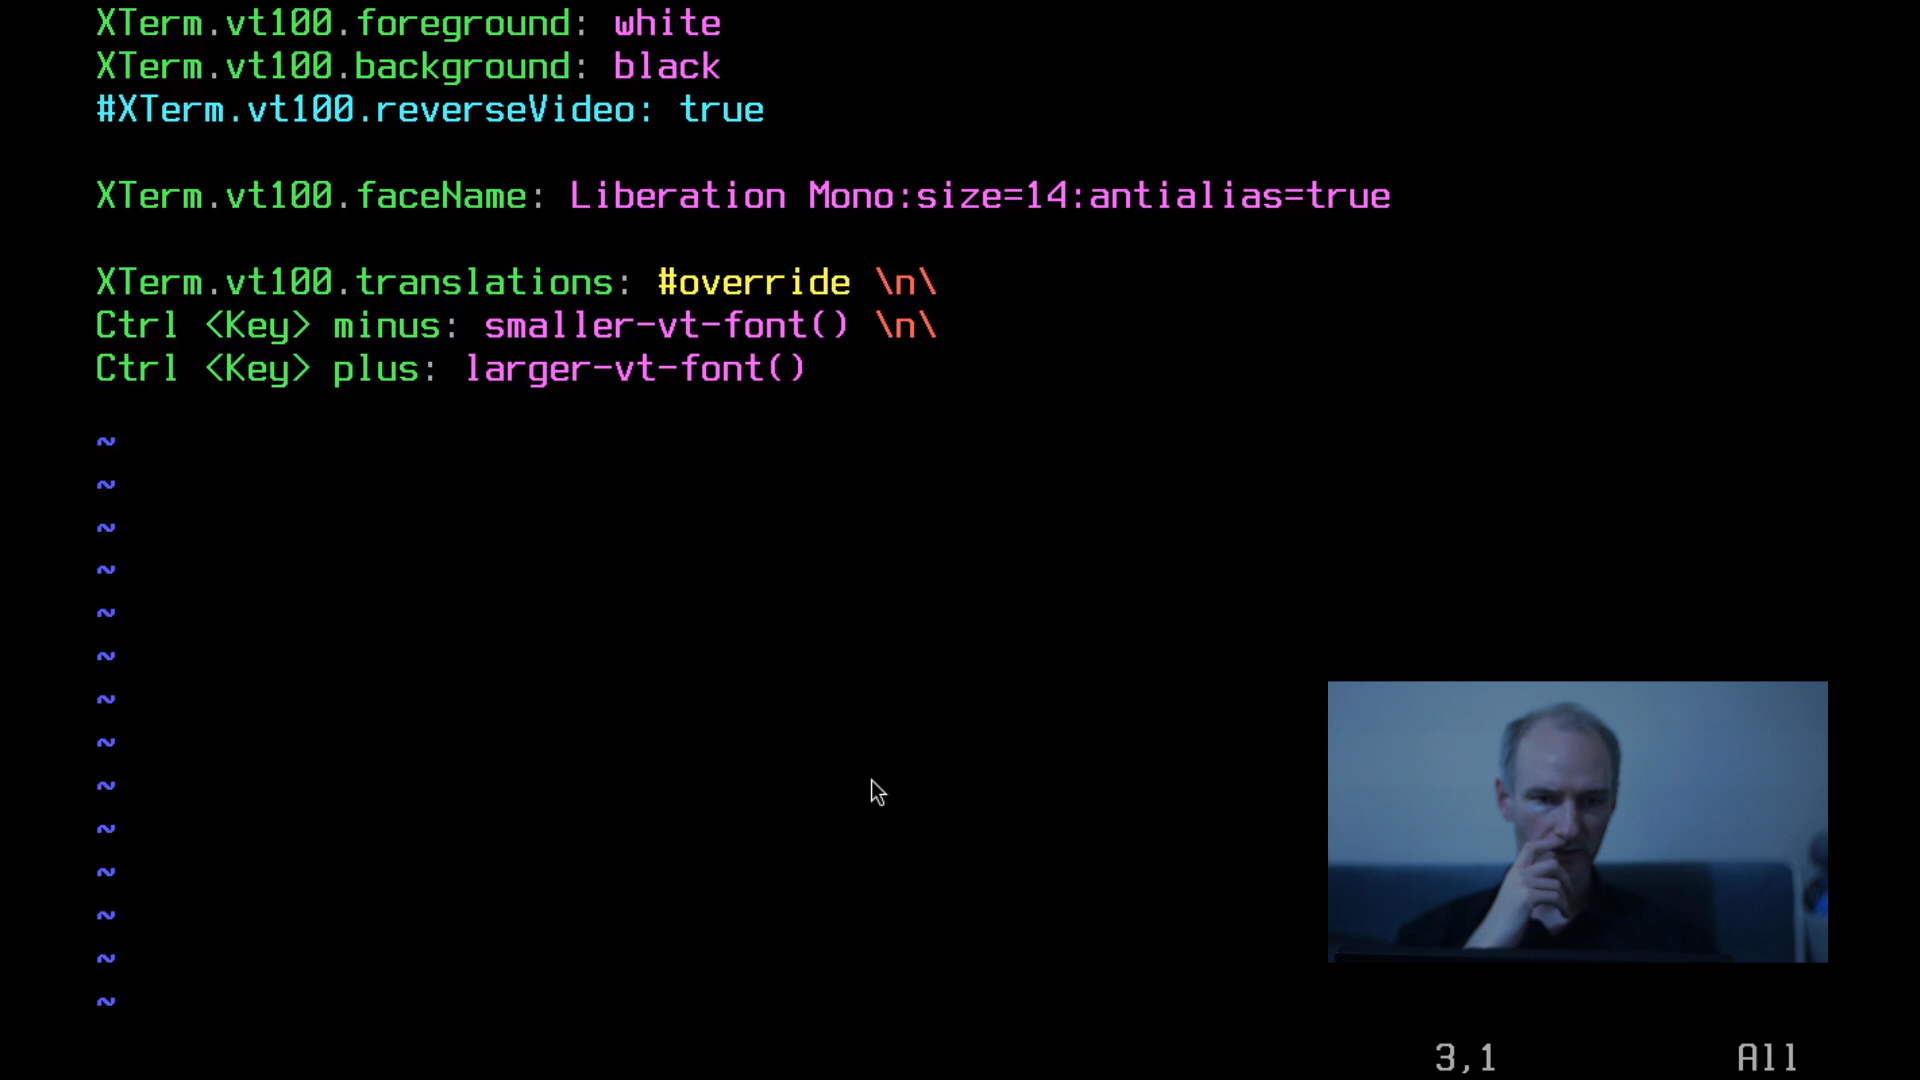 XTerm.vt100.foreground: white
XTerm.vt100.background: black
#XTerm.vt100.reverseVideo: true
XTerm.vt100.faceName: Liberation Mono:size=14:antialias=true
XTerm.vt100.translations: #override \n\
Ctrl <Key> minus: smaller-vt-font() \n\
Ctrl <Key> plus: larger-vt-font()
~
~
~
~
~
~
~
~
~
~
~
~
~
~
3,1 All